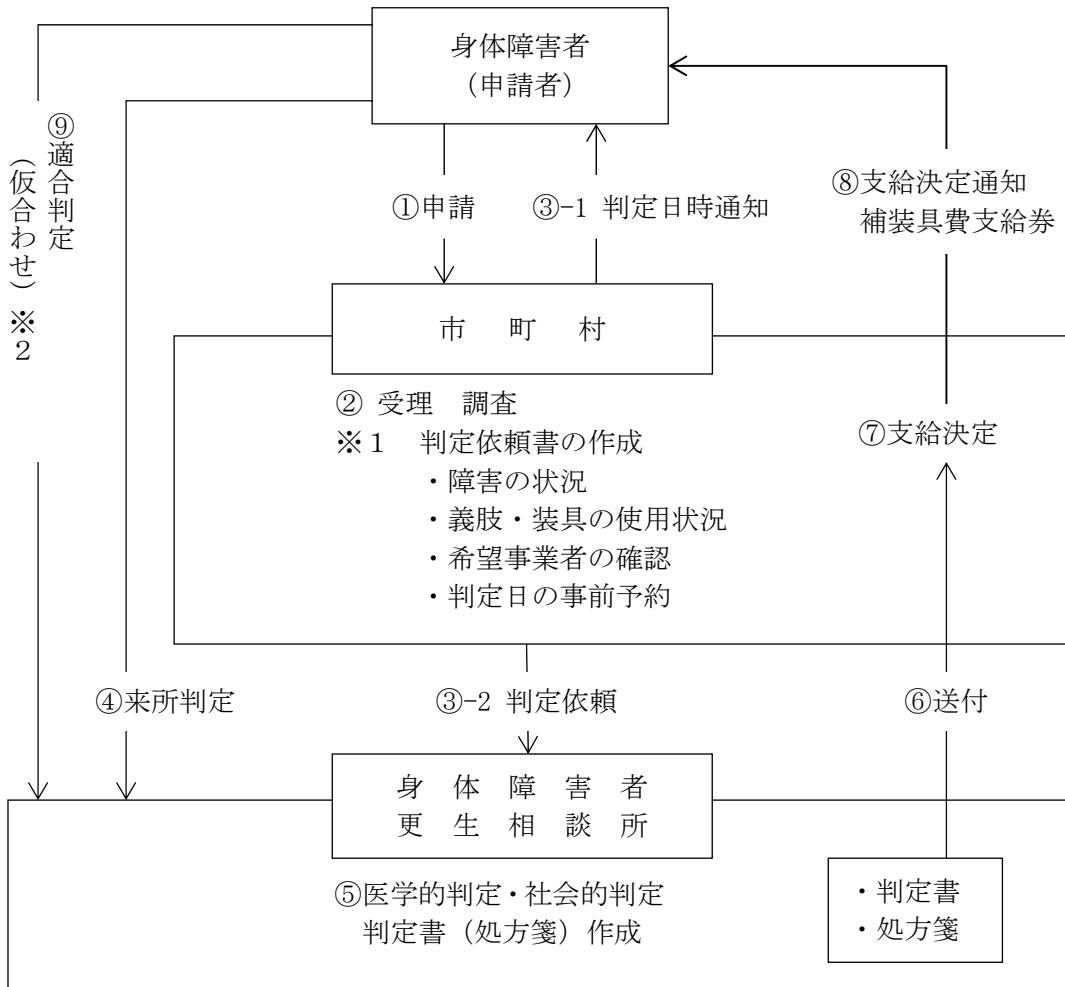 身体障害者
（申請者）
⑨適合判定
（仮合わせ）※２
①申請
③-1 判定日時通知
⑧支給決定通知
補装具費支給券
市　町　村
② 受理　調査
※１　判定依頼書の作成
・障害の状況
・義肢・装具の使用状況
・希望事業者の確認
・判定日の事前予約
⑦支給決定
④来所判定
③-2 判定依頼
⑥送付
身　体　障　害　者
更　生　相　談　所
⑤医学的判定・社会的判定
判定書（処方箋）作成
・判定書
・処方箋